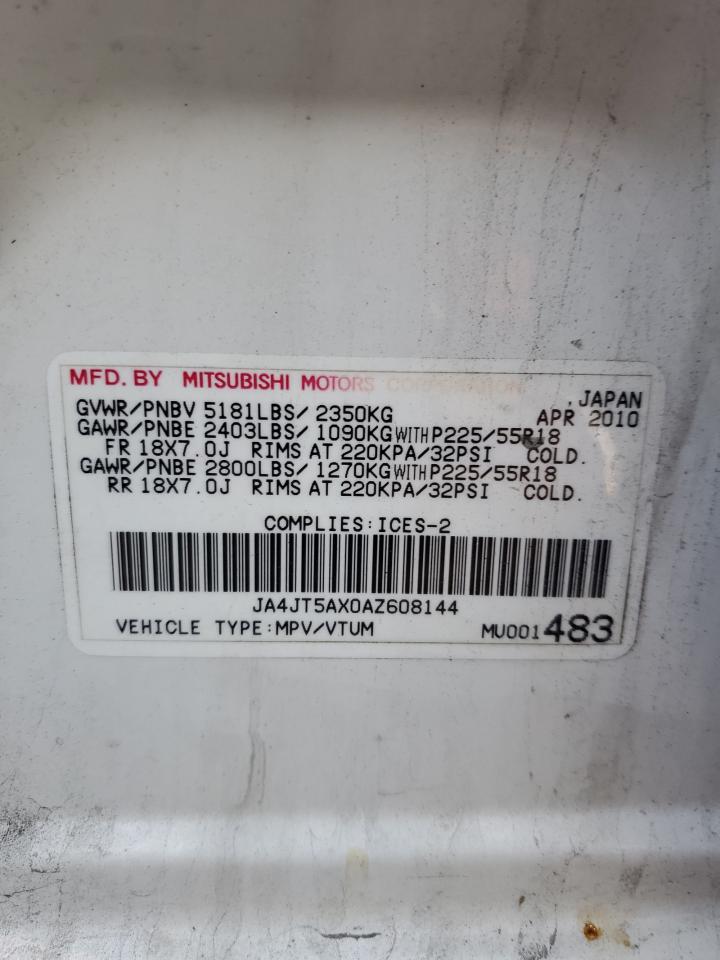 MFD. BY MITSUBISHI MOTORS CORPORATION
, JAPAN
GVWR/PNBV 5181LBS/ 2350KG APR 2010
GAWR/PNBE 2403LBS/ 1090KG WITH P225/55R18
FR 18X7.0J RIMS AT 220KPA/32PSI COLD.
GAWR/PNBE 2800LBS/ 1270KG WITH P225/55R18
RR 18X7.0J RIMS AT 220KPA/32PSI COLD.
COMPLIES:ICES-2
JA4JT5AX0AZ608144
VEHICLE TYPE:MPV/VTUM MU001483